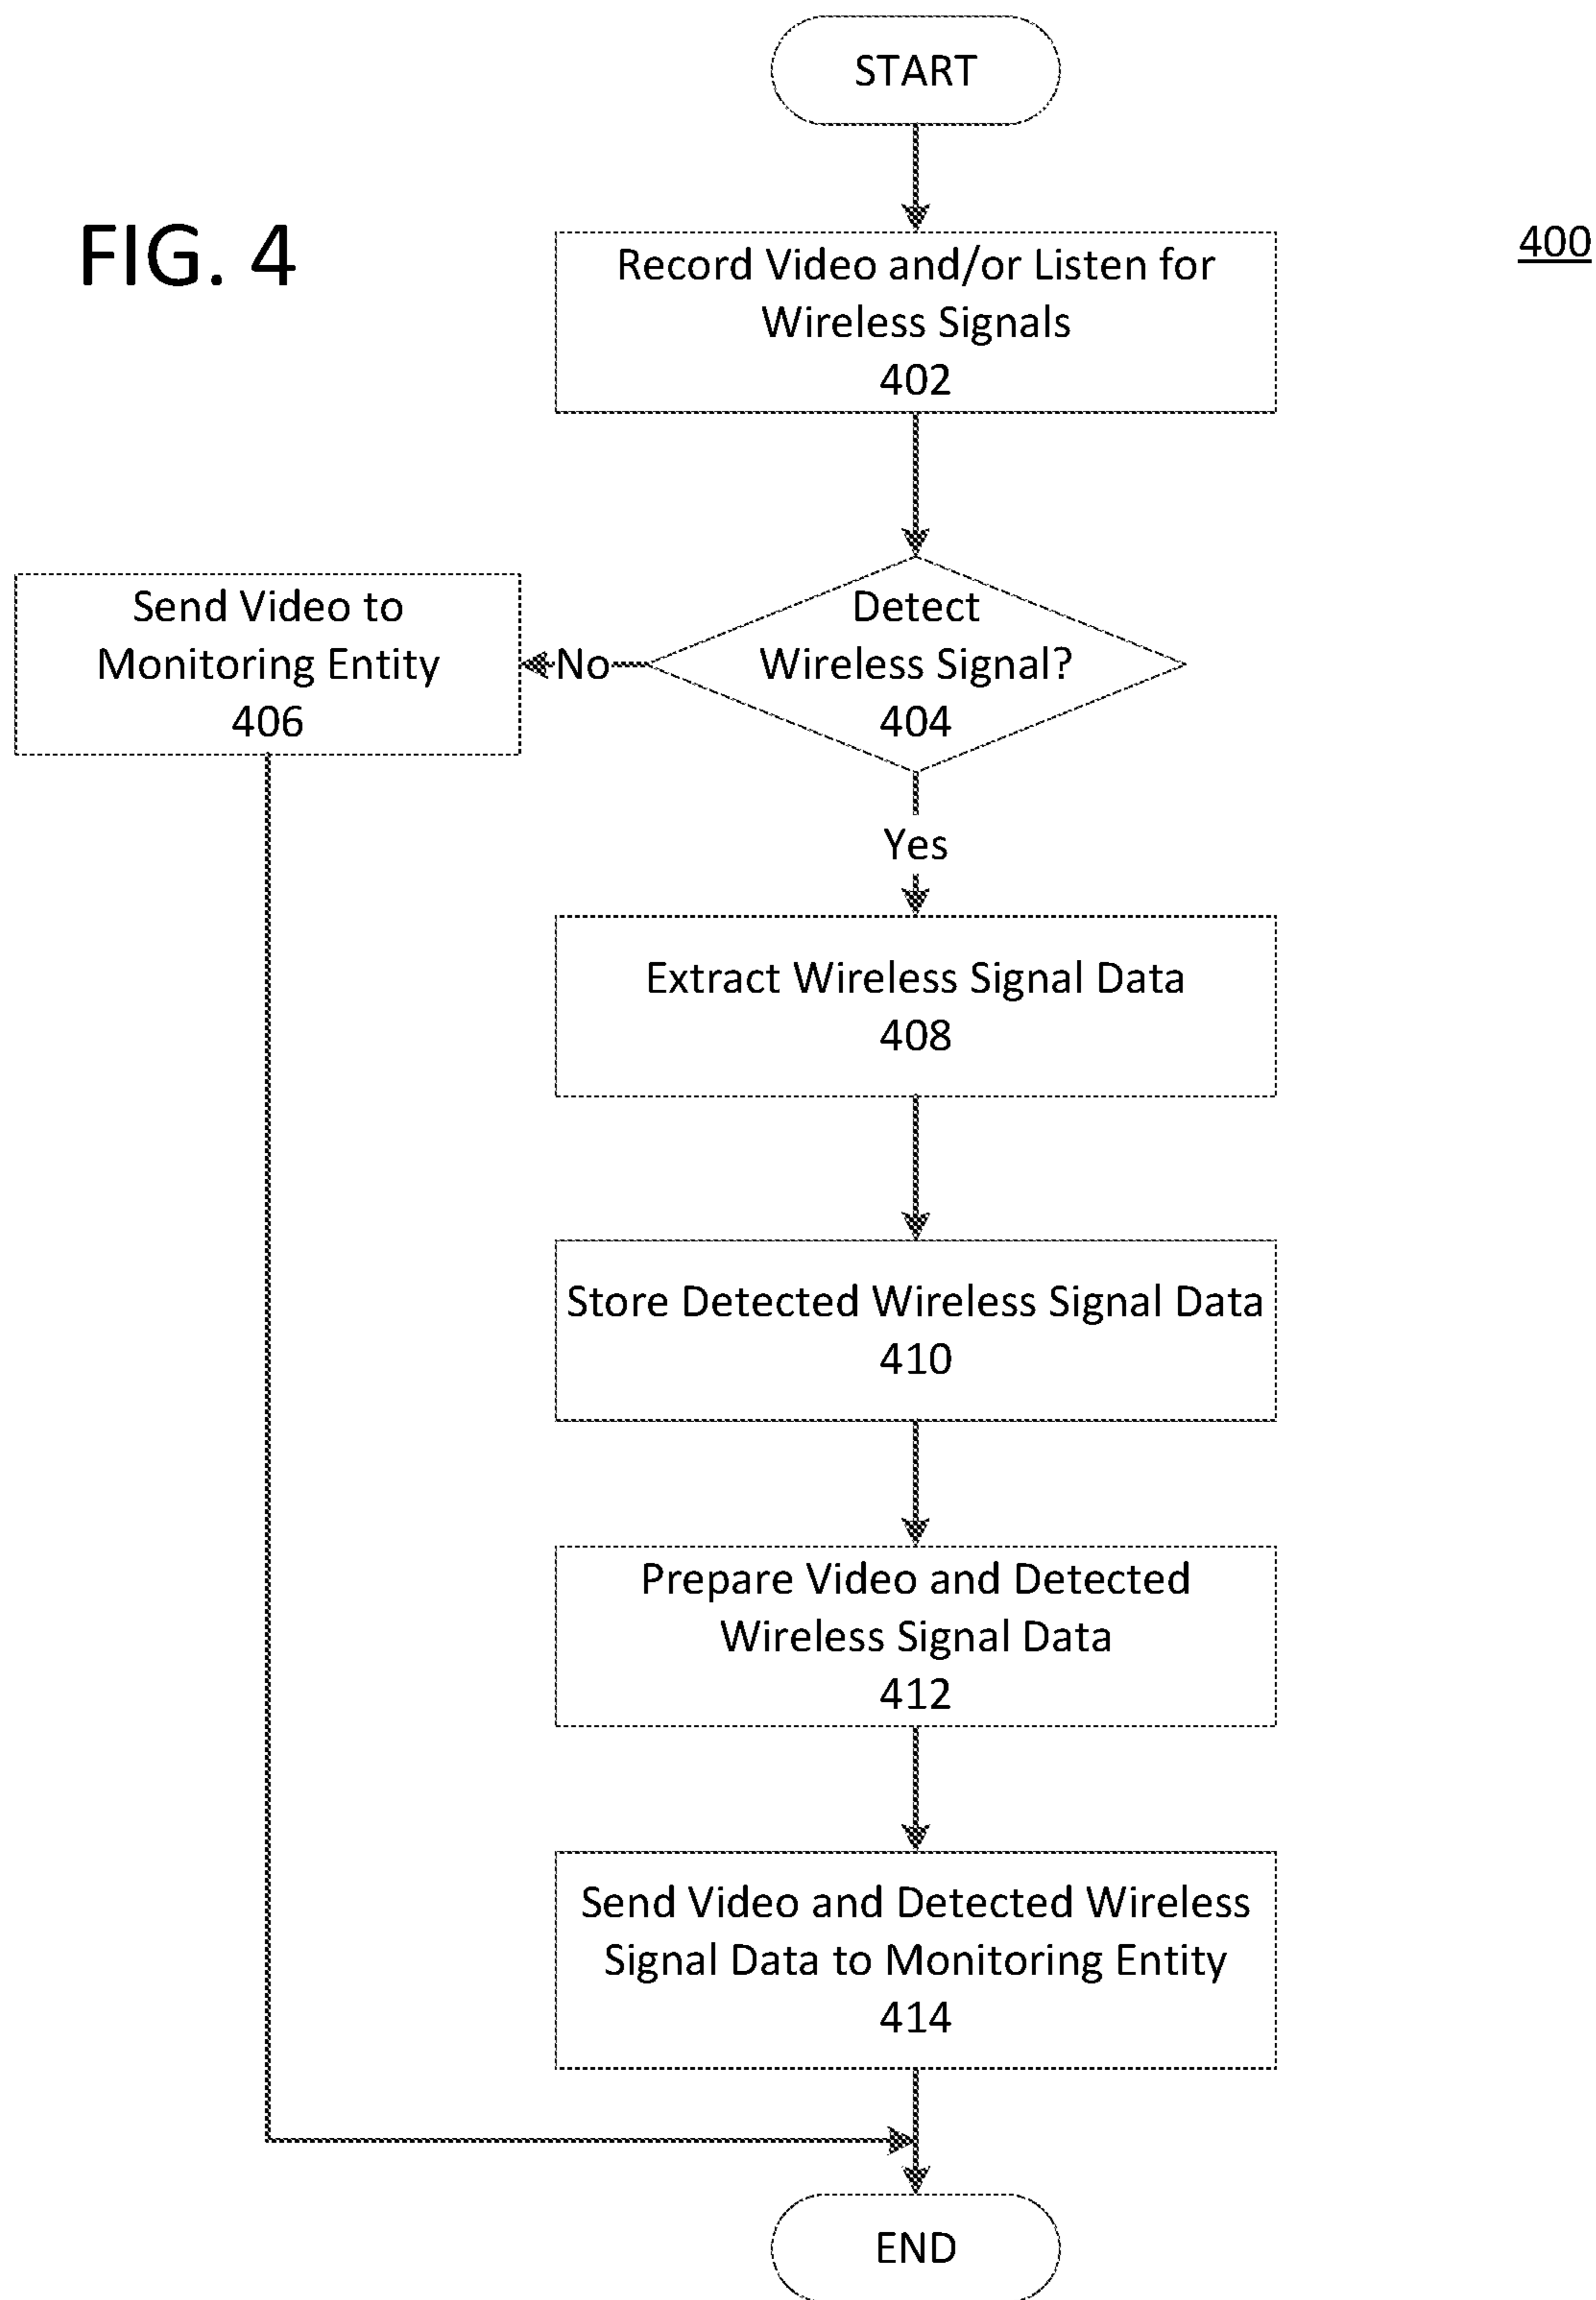 START
FIG. 4
400
Record Video and/or Listen for
Wireless Signals
402
Detect
Wireless Signal?
404
No
Send Video to
Monitoring Entity
406
Yes
Extract Wireless Signal Data
408
Store Detected Wireless Signal Data
410
Prepare Video and Detected
Wireless Signal Data
412
Send Video and Detected Wireless
Signal Data to Monitoring Entity
414
END